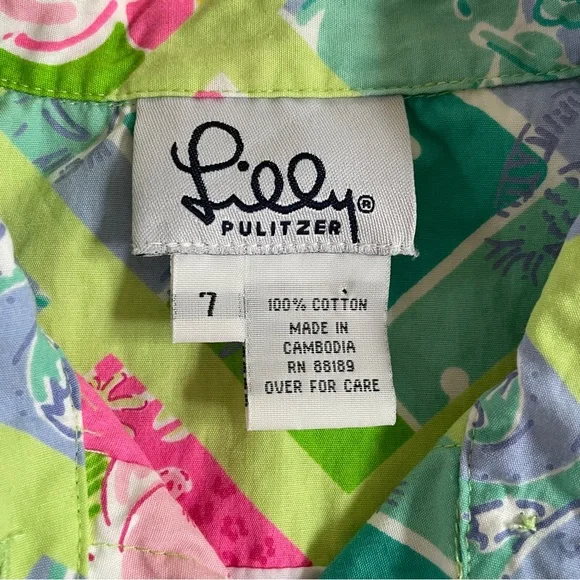 Lilly®
PULITZER
7
100% COTTON
MADE IN
CAMBODIA
RN 88189
OVER FOR CARE